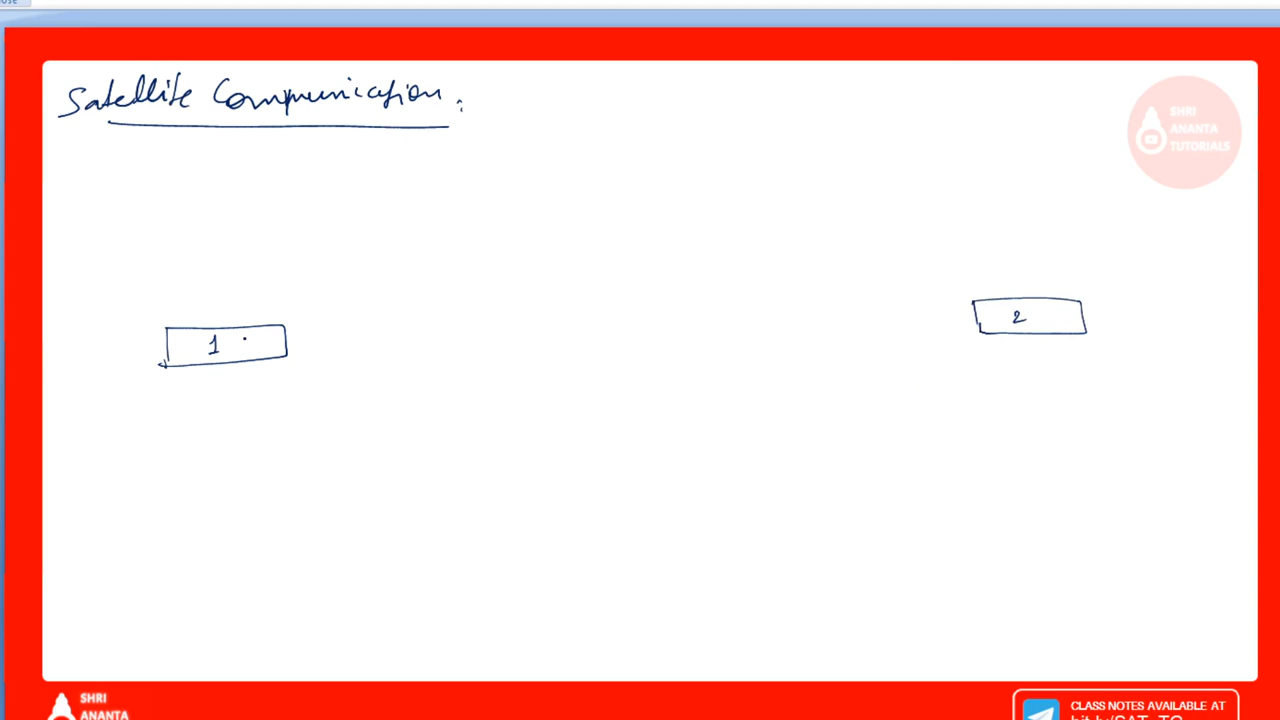 Satellite Communication :
SHRI
ANANTA
TUTORIALS
2
1
SHRI
ANANTA
CLASS NOTES AVAILABLE AT